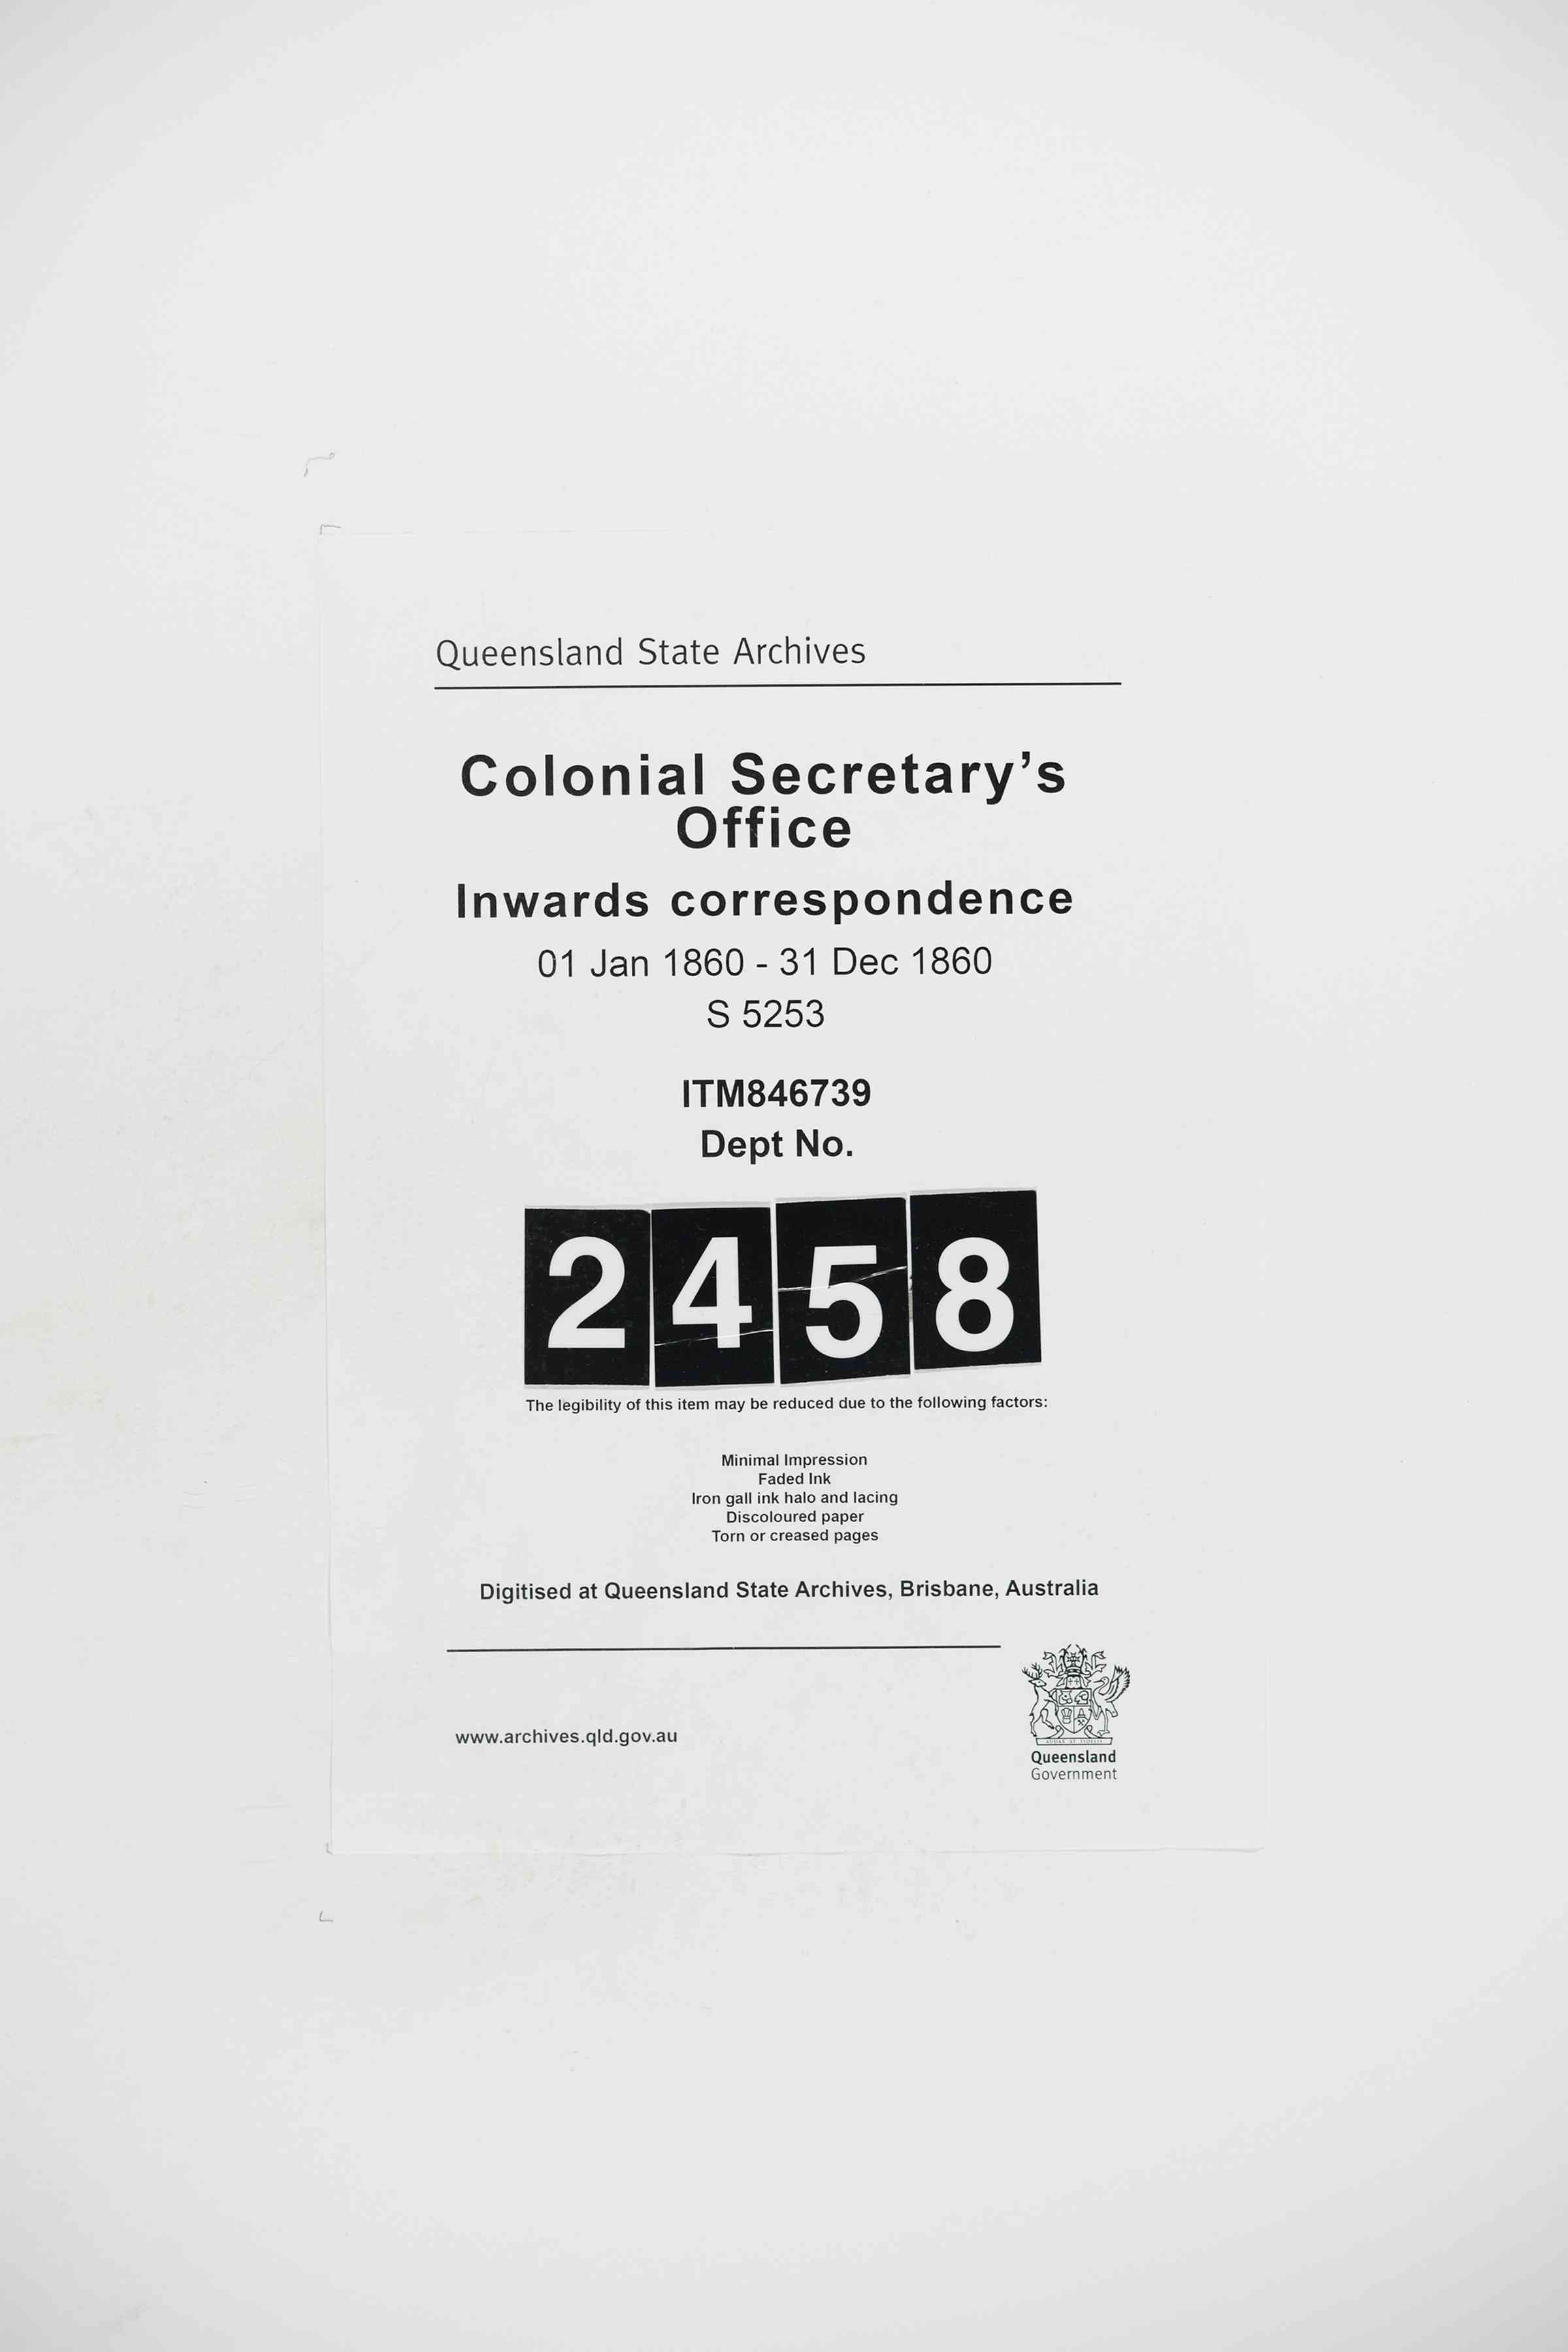 Queensland State Archives
Colonial Secretary’s
Office
Inwards correspondence
01 Jan 1860 - 31 Dec 1860
S 5253
ITM846739
Dept No.
2458
The legibility of this item may be reduced due to the following factors:
Minimal Impression
Faded Ink
Iron gall ink halo and lacing
Discoloured paper
Torn or creased pages
Digitised at Queensland State Archives, Brisbane, Australia
www.archives.qld.gov.au
Queensland
Government